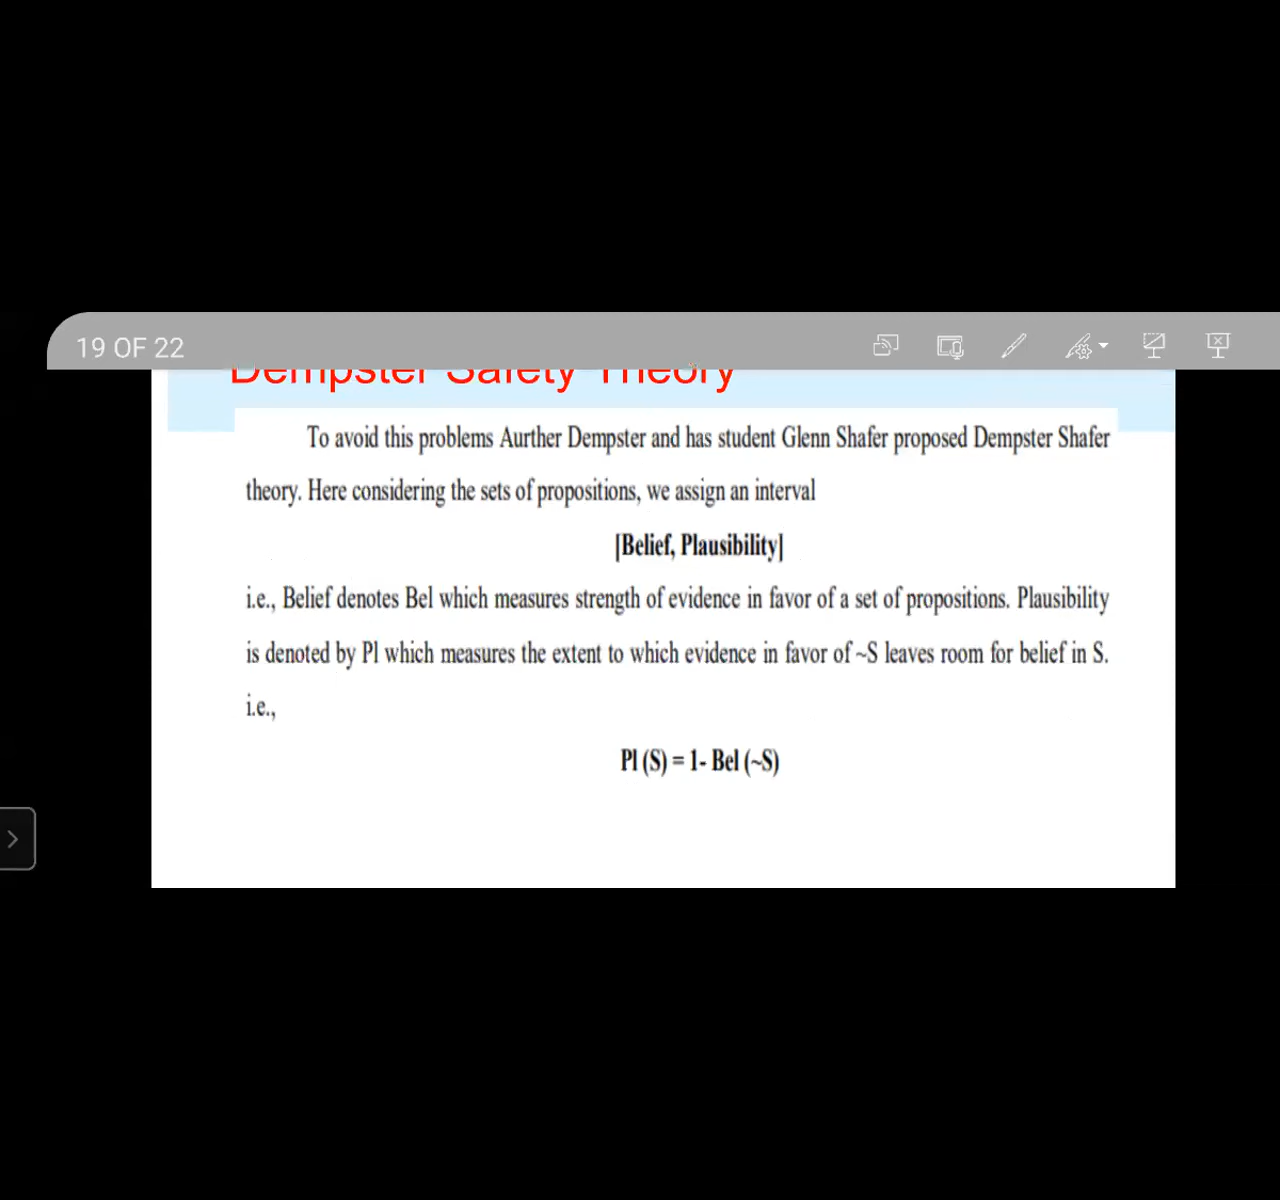 19 OF 22
Dempster Safety Theory
To avoid this problems Aurther Dempster and has student Glenn Shafer proposed Dempster Shafer
theory. Here considering the sets of propositions, we assign an interval
[Belief, Plausibility]
i.e., Belief denotes Bel which measures strength of evidence in favor of a set of propositions. Plausibility
is denoted by Pl which measures the extent to which evidence in favor of ~S leaves room for belief in S.
i.e.,
Pl (S) = 1- Bel (~S)